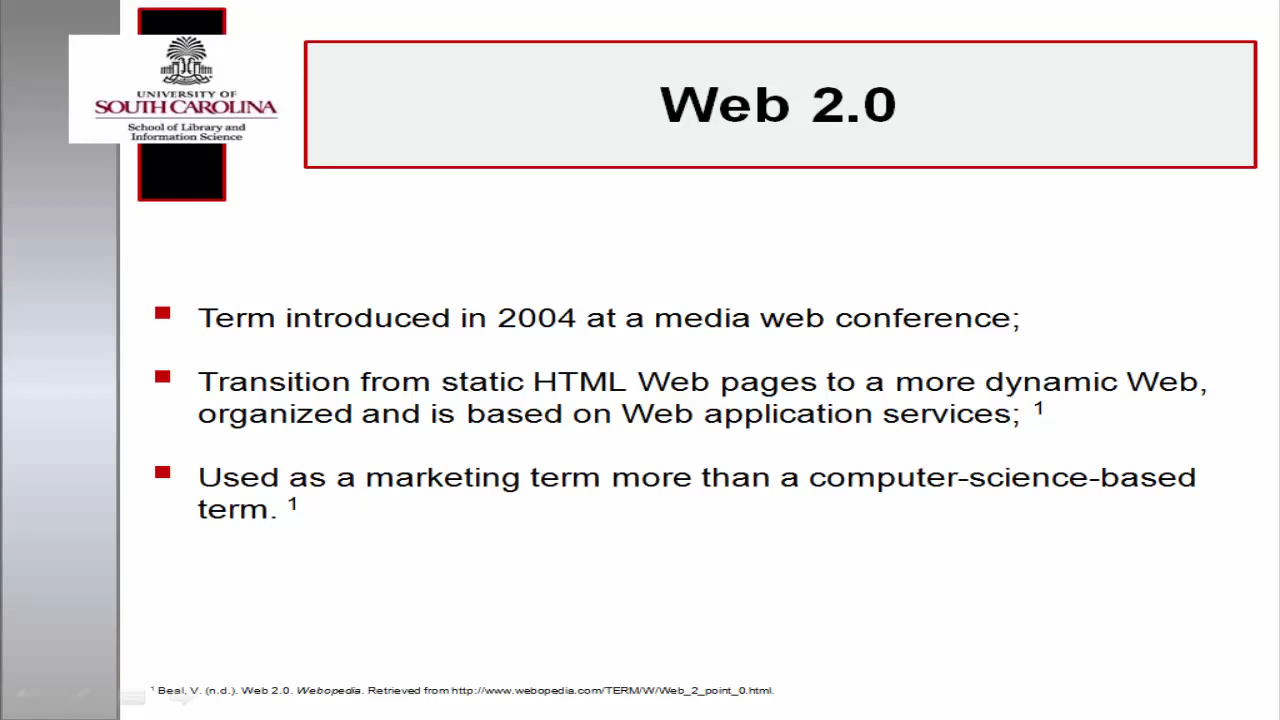 UNIVERSITY OF
SOUTH CAROLINA
School of Library and
Information Science
Web 2.0
Term introduced in 2004 at a media web conference;
Transition from static HTML Web pages to a more dynamic Web,
organized and is based on Web application services; ¹
Used as a marketing term more than a computer-science-based
term. ¹
¹ Beal, V. (n.d.). Web 2.0. Webopedia. Retrieved from http://www.webopedia.com/TERM/W/Web_2_point_0.html.